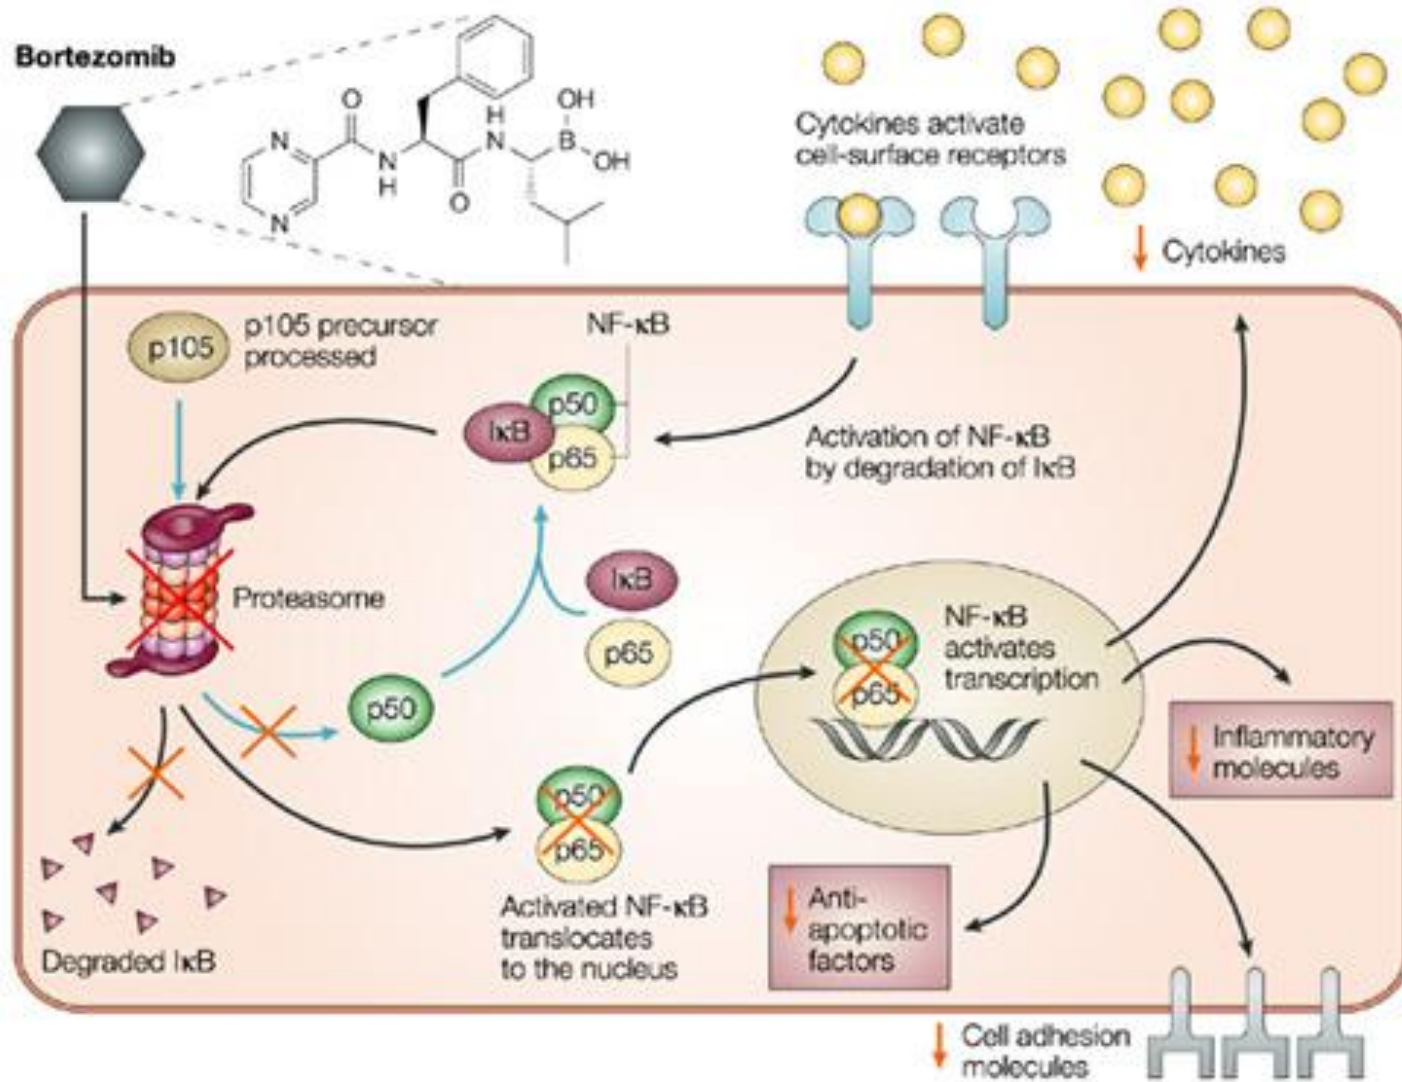 Bortezomib
O
N
N
N
H
O
H
N
B
OH
OH
Cytokines activate
cell-surface receptors
Cytokines
p105
p105 precursor
processed
NF-κB
p50
IκB
p65
Activation of NF-κB
by degradation of IκB
Proteasome
IκB
p65
p50
p50
p65
NF-κB
activates
transcription
Inflammatory
molecules
p50
p65
Activated NF-κB
translocates
to the nucleus
Anti-
apoptotic
factors
Degraded IκB
Cell adhesion
molecules